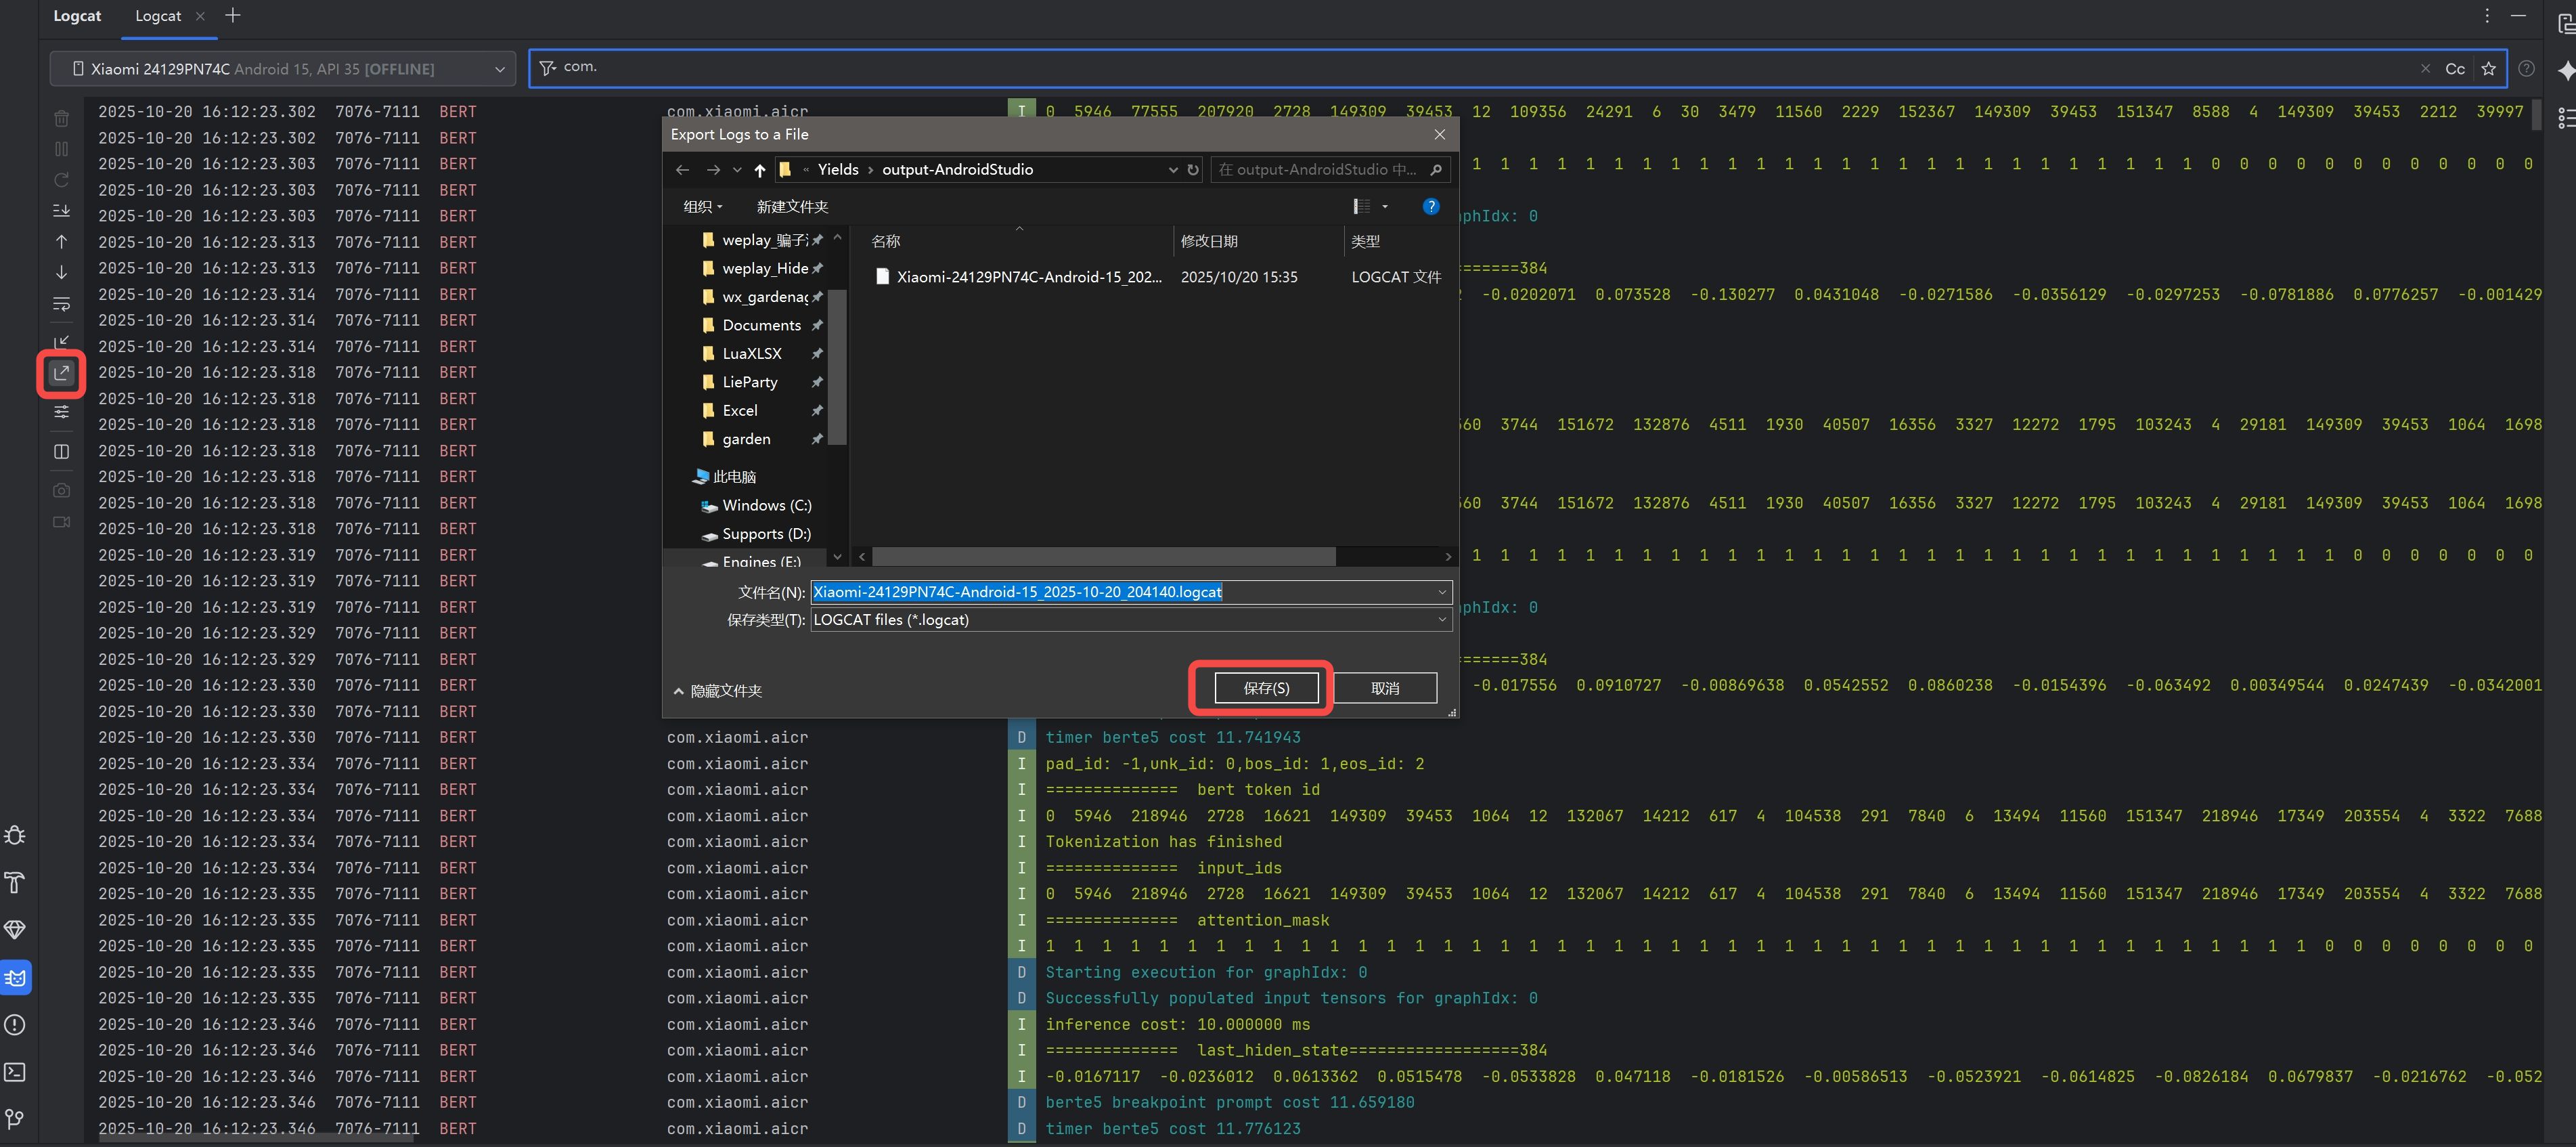 Logcat Logcat
Xiaomi 24129PN74C Android 15, API 35 [OFFLINE] com. Cc
2025-10-20 16:12:23.302 7076-7111 BERT com.xiaomi.aicr I 0 5946 77555 207920 2728 149309 39453 12 109356 24291 6 30 3479 11560 2229 152367 149309 39453 151347 8588 4 149309 39453 2212 39997
2025-10-20 16:12:23.302 7076-7111 BERT
Export Logs to a File
2025-10-20 16:12:23.303 7076-7111 BERT 1 1 1 1 1 1 1 1 1 1 1 1 1 1 1 1 1 1 1 1 1 1 1 1 1 1 0 0 0 0 0 0 0 0 0 0 0 0
« Yields › output-AndroidStudio
在 output-AndroidStudio 中...
2025-10-20 16:12:23.303 7076-7111 BERT
组织 新建文件夹
2025-10-20 16:12:23.303 7076-7111 BERT phIdx: 0
2025-10-20 16:12:23.313 7076-7111 BERT
名称 修改日期 类型
weplay_骗子
2025-10-20 16:12:23.313 7076-7111 BERT ======384
weplay_Hide
Xiaomi-24129PN74C-Android-15_202... 2025/10/20 15:35 LOGCAT 文件
2025-10-20 16:12:23.314 7076-7111 BERT -0.0202071 0.073528 -0.130277 0.0431048 -0.0271586 -0.0356129 -0.0297253 -0.0781886 0.0776257 -0.001429
wx_gardenag
2025-10-20 16:12:23.314 7076-7111 BERT
Documents
2025-10-20 16:12:23.314 7076-7111 BERT
LuaXLSX
2025-10-20 16:12:23.318 7076-7111 BERT
LieParty
2025-10-20 16:12:23.318 7076-7111 BERT
Excel
2025-10-20 16:12:23.318 7076-7111 BERT 60 3744 151672 132876 4511 1930 40507 16356 3327 12272 1795 103243 4 29181 149309 39453 1064 1698
garden
2025-10-20 16:12:23.318 7076-7111 BERT
此电脑
2025-10-20 16:12:23.318 7076-7111 BERT
Windows (C:)
2025-10-20 16:12:23.318 7076-7111 BERT 60 3744 151672 132876 4511 1930 40507 16356 3327 12272 1795 103243 4 29181 149309 39453 1064 1698
Supports (D:)
2025-10-20 16:12:23.318 7076-7111 BERT
2025-10-20 16:12:23.319 7076-7111 BERT 1 1 1 1 1 1 1 1 1 1 1 1 1 1 1 1 1 1 1 1 1 1 1 1 1 1 1 1 1 1 1 0 0 0 0 0 0 0
Engines (E:)
2025-10-20 16:12:23.319 7076-7111 BERT
文件名(N): Xiaomi-24129PN74C-Android-15_2025-10-20_204140.logcat
2025-10-20 16:12:23.319 7076-7111 BERT phIdx: 0
保存类型(T): LOGCAT files (*.logcat)
2025-10-20 16:12:23.329 7076-7111 BERT
2025-10-20 16:12:23.329 7076-7111 BERT ======384
2025-10-20 16:12:23.330 7076-7111 BERT -0.017556 0.0910727 -0.00869638 0.0542552 0.0860238 -0.0154396 -0.063492 0.00349544 0.0247439 -0.0342001
隐藏文件夹 保存(S) 取消
2025-10-20 16:12:23.330 7076-7111 BERT
2025-10-20 16:12:23.330 7076-7111 BERT com.xiaomi.aicr D timer berte5 cost 11.741943
2025-10-20 16:12:23.334 7076-7111 BERT com.xiaomi.aicr I pad_id: -1,unk_id: 0,bos_id: 1,eos_id: 2
2025-10-20 16:12:23.334 7076-7111 BERT com.xiaomi.aicr I ============== bert token id
2025-10-20 16:12:23.334 7076-7111 BERT com.xiaomi.aicr I 0 5946 218946 2728 16621 149309 39453 1064 12 132067 14212 617 4 104538 291 7840 6 13494 11560 151347 218946 17349 203554 4 3322 7688
2025-10-20 16:12:23.334 7076-7111 BERT com.xiaomi.aicr I Tokenization has finished
2025-10-20 16:12:23.334 7076-7111 BERT com.xiaomi.aicr I ============== input_ids
2025-10-20 16:12:23.335 7076-7111 BERT com.xiaomi.aicr I 0 5946 218946 2728 16621 149309 39453 1064 12 132067 14212 617 4 104538 291 7840 6 13494 11560 151347 218946 17349 203554 4 3322 7688
2025-10-20 16:12:23.335 7076-7111 BERT com.xiaomi.aicr I ============== attention_mask
2025-10-20 16:12:23.335 7076-7111 BERT com.xiaomi.aicr I 1 1 1 1 1 1 1 1 1 1 1 1 1 1 1 1 1 1 1 1 1 1 1 1 1 1 1 1 1 1 1 1 1 1 1 1 1 1 1 1 1 1 1 1 1 0 0 0 0 0 0 0 0
2025-10-20 16:12:23.335 7076-7111 BERT com.xiaomi.aicr D Starting execution for graphIdx: 0
2025-10-20 16:12:23.335 7076-7111 BERT com.xiaomi.aicr D Successfully populated input tensors for graphIdx: 0
2025-10-20 16:12:23.346 7076-7111 BERT com.xiaomi.aicr I inference cost: 10.000000 ms
2025-10-20 16:12:23.346 7076-7111 BERT com.xiaomi.aicr I ============== last_hiden_state==================384
2025-10-20 16:12:23.346 7076-7111 BERT com.xiaomi.aicr I -0.0167117 -0.0236012 0.0613362 0.0515478 -0.0533828 0.047118 -0.0181526 -0.00586513 -0.0523921 -0.0614825 -0.0826184 0.0679837 -0.0216762 -0.052
2025-10-20 16:12:23.346 7076-7111 BERT com.xiaomi.aicr D berte5 breakpoint prompt cost 11.659180
2025-10-20 16:12:23.346 7076-7111 BERT com.xiaomi.aicr D timer berte5 cost 11.776123